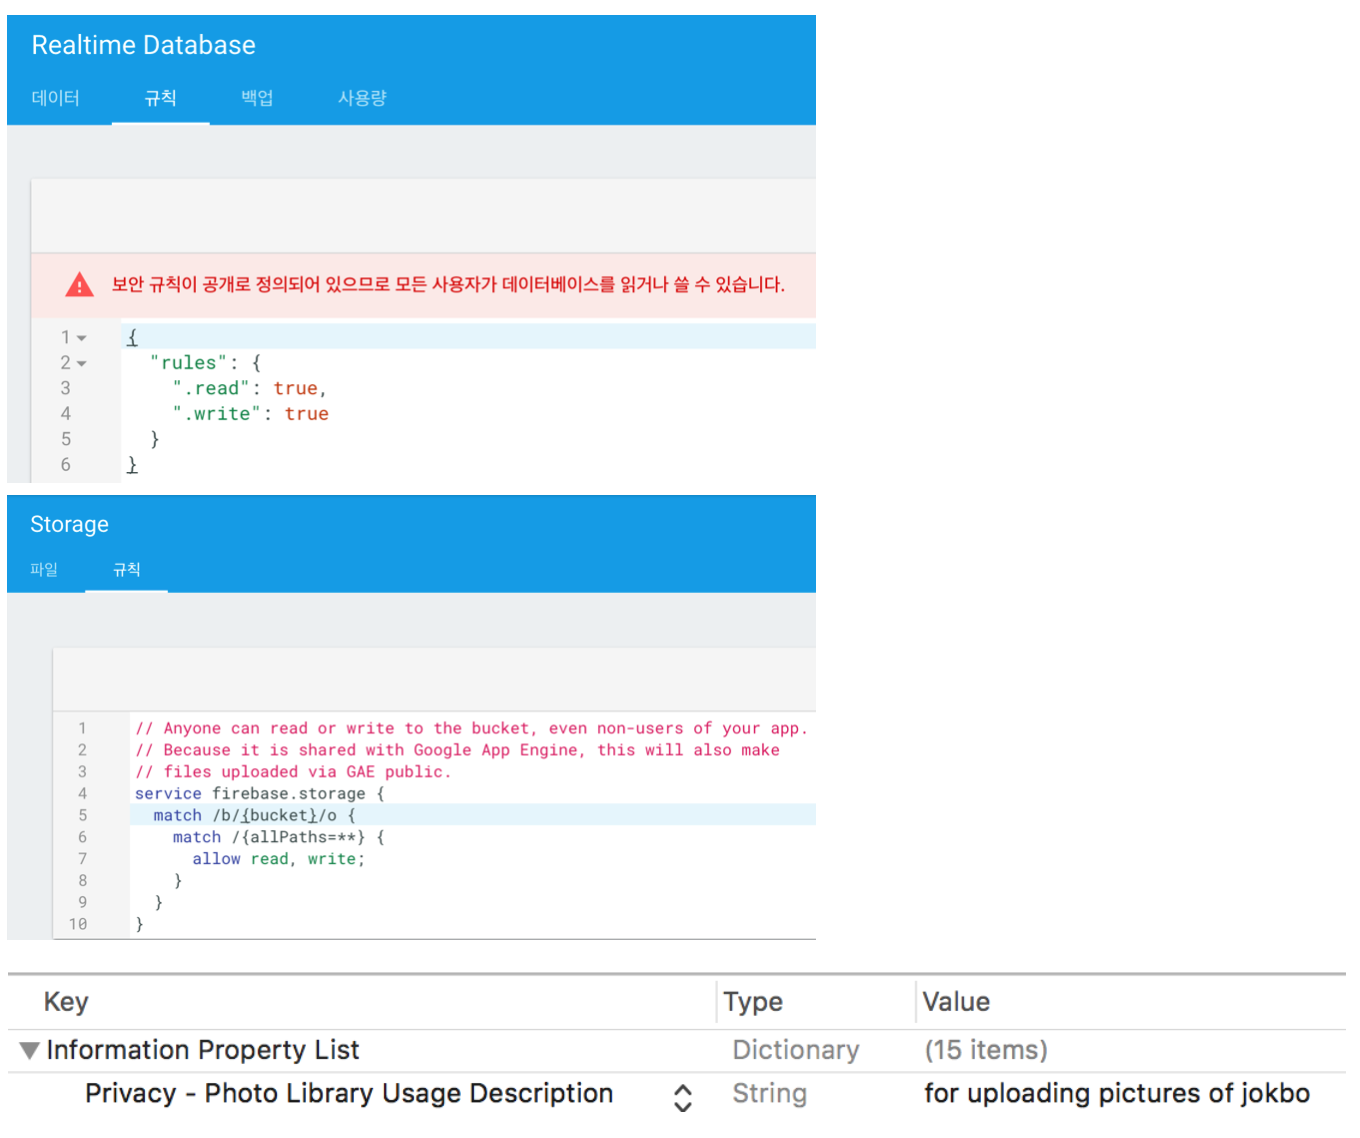 Realtime Database
데이터 규칙 백업 사용량
보안 규칙이 공개로 정의되어 있으므로 모든 사용자가 데이터베이스를 읽거나 쓸 수 있습니다.
1 {
2 "rules": {
3 ".read": true,
4 ".write": true
5 }
6 }
Storage
파일 규칙
1 // Anyone can read or write to the bucket, even non-users of your app.
2 // Because it is shared with Google App Engine, this will also make
3 // files uploaded via GAE public.
4 service firebase.storage {
5 match /b/{bucket}/o {
6 match /{allPaths=**} {
7 allow read, write;
8 }
9 }
10 }
Key Type Value
Information Property List Dictionary (15 items)
Privacy - Photo Library Usage Description String for uploading pictures of jokbo